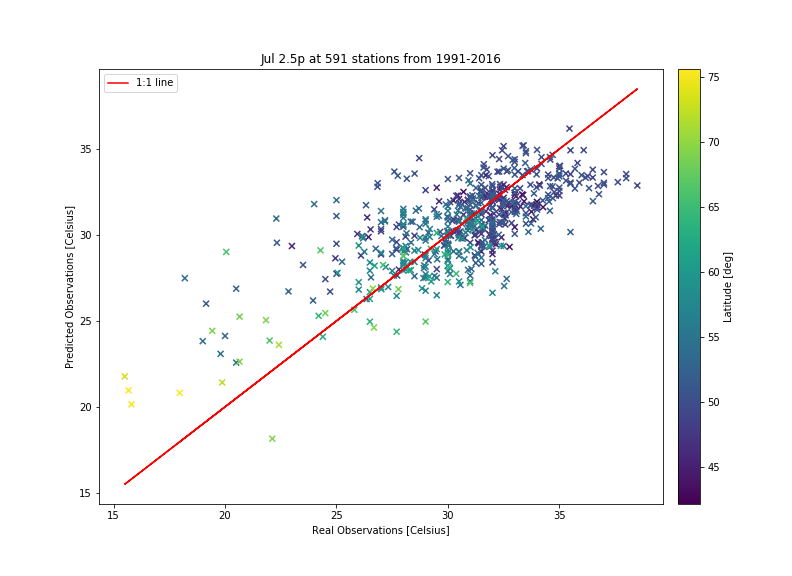 Jul 2.5p at 591 stations from 1991-2016
1:1 line
35
30
25
20
15
Predicted Observations [Celsius]
15 20 25 30 35
Real Observations [Celsius]
75
70
65
60
55
50
45
Latitude [deg]